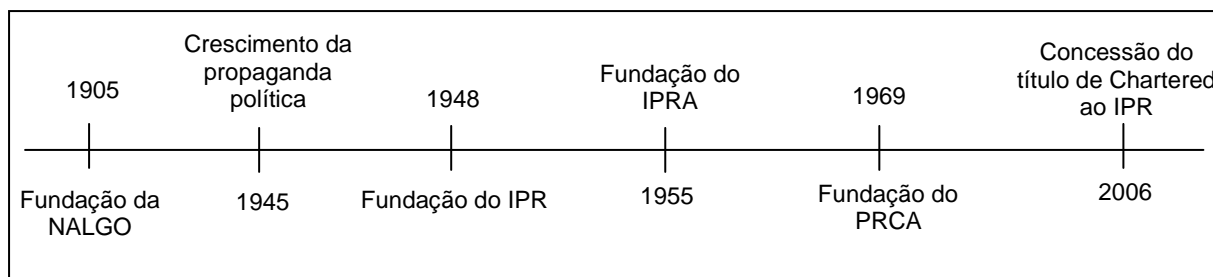 1905
Fundação da
NALGO
Crescimento da
propaganda
política
1945
1948
Fundação do IPR
Fundação do
IPRA
1955
1969
Fundação do
PRCA
Concessão do
título de Chartered
ao IPR
2006